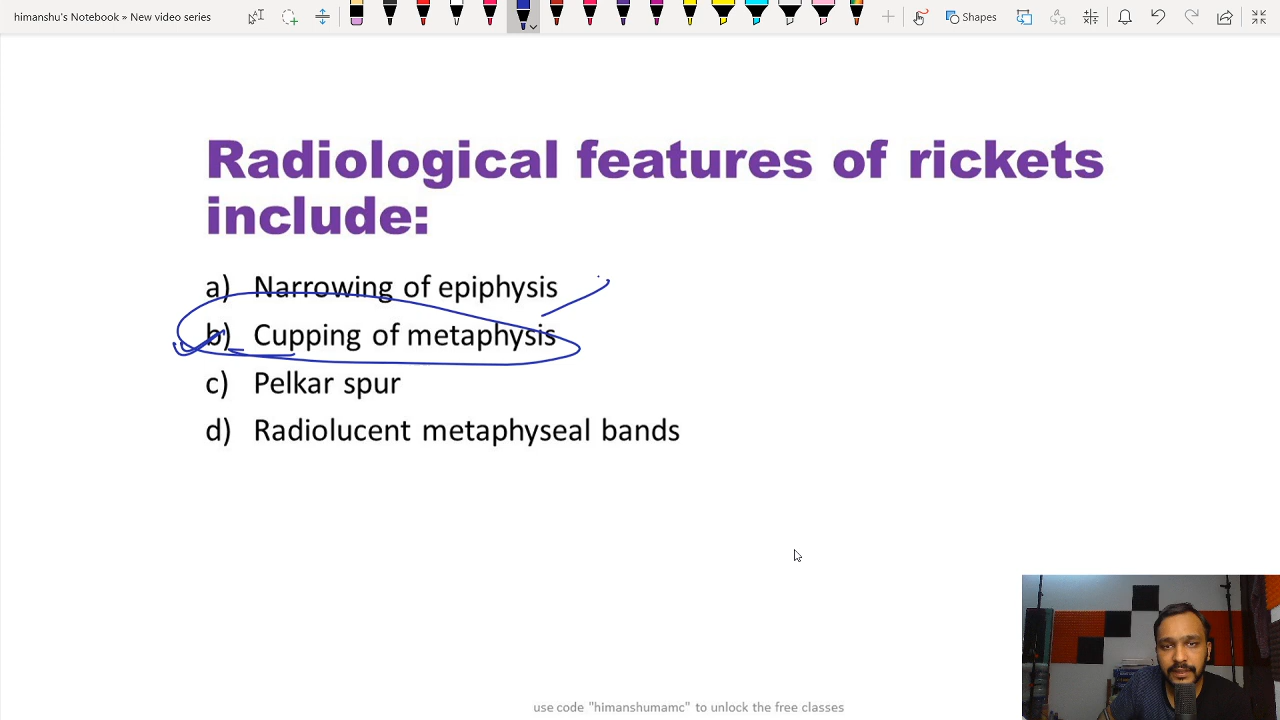 himanshu's Notebook » New video series
Shapes
Radiological features of rickets
include:
a) Narrowing of epiphysis
b) Cupping of metaphysis
c) Pelkar spur
d) Radiolucent metaphyseal bands
use code "himanshumamc" to unlock the free classes